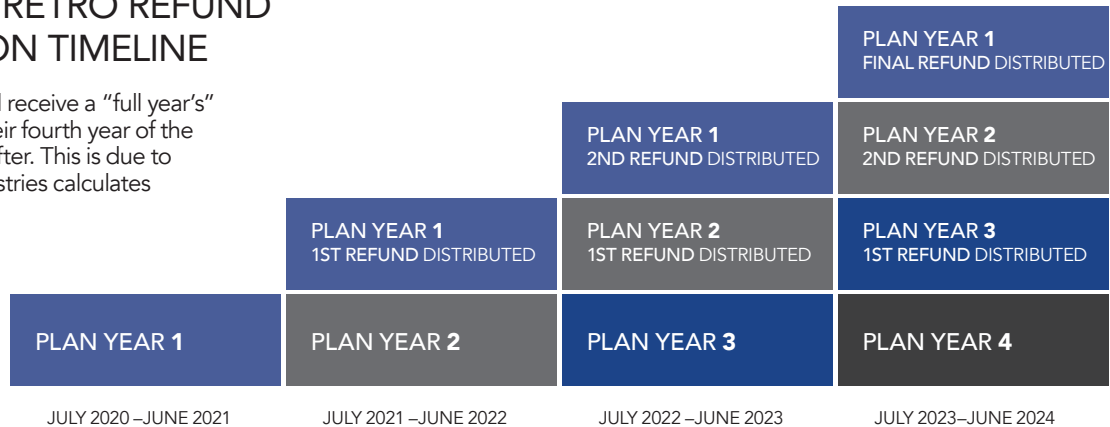 RETRO REFUND
ON TIMELINE
l receive a “full year’s”
eir fourth year of the
fter. This is due to
stries calculates
PLAN YEAR 1
FINAL REFUND DISTRIBUTED
PLAN YEAR 1
2ND REFUND DISTRIBUTED
PLAN YEAR 2
2ND REFUND DISTRIBUTED
PLAN YEAR 1
1ST REFUND DISTRIBUTED
PLAN YEAR 2
1ST REFUND DISTRIBUTED
PLAN YEAR 3
1ST REFUND DISTRIBUTED
PLAN YEAR 1
PLAN YEAR 2
PLAN YEAR 3
PLAN YEAR 4
JULY 2020 –JUNE 2021
JULY 2021 –JUNE 2022
JULY 2022 –JUNE 2023
JULY 2023–JUNE 2024